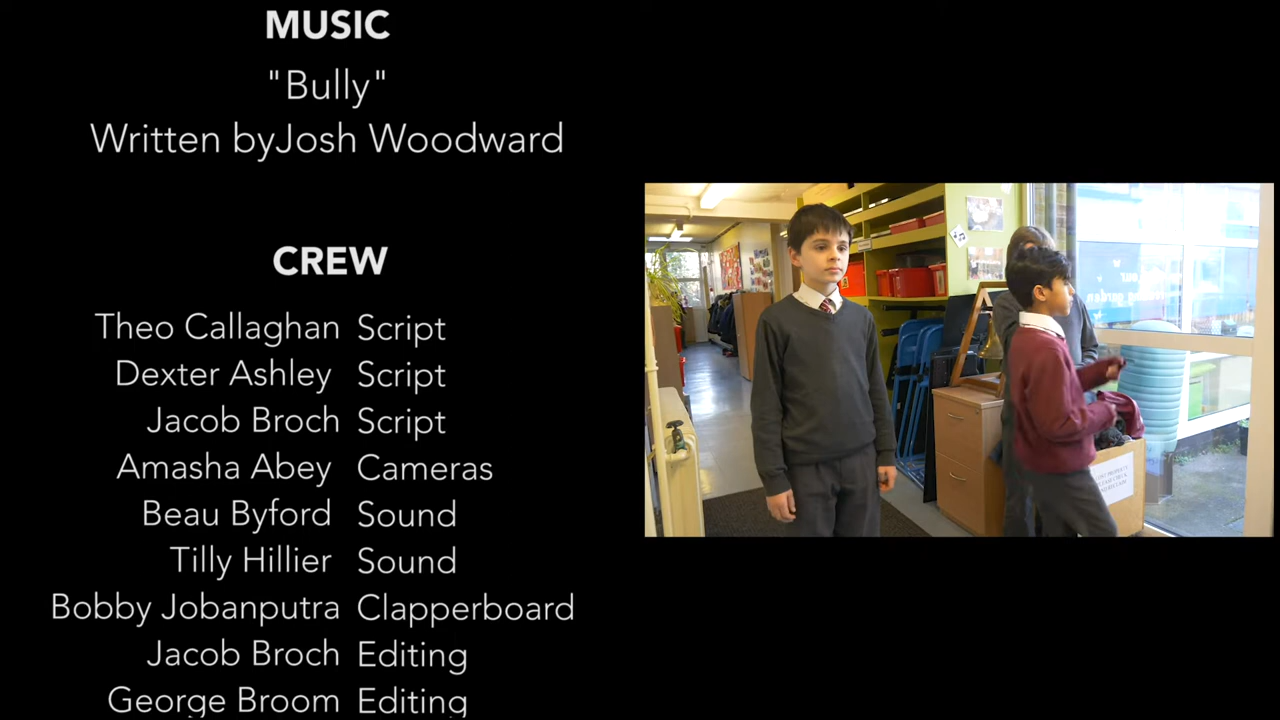 MUSIC
"Bully"
Written byJosh Woodward
CREW
Theo Callaghan Script
Dexter Ashley Script
Jacob Broch Script
Amasha Abey Cameras
Beau Byford Sound
Tilly Hillier Sound
Bobby Jobanputra Clapperboard
Jacob Broch Editing
George Broom Editing